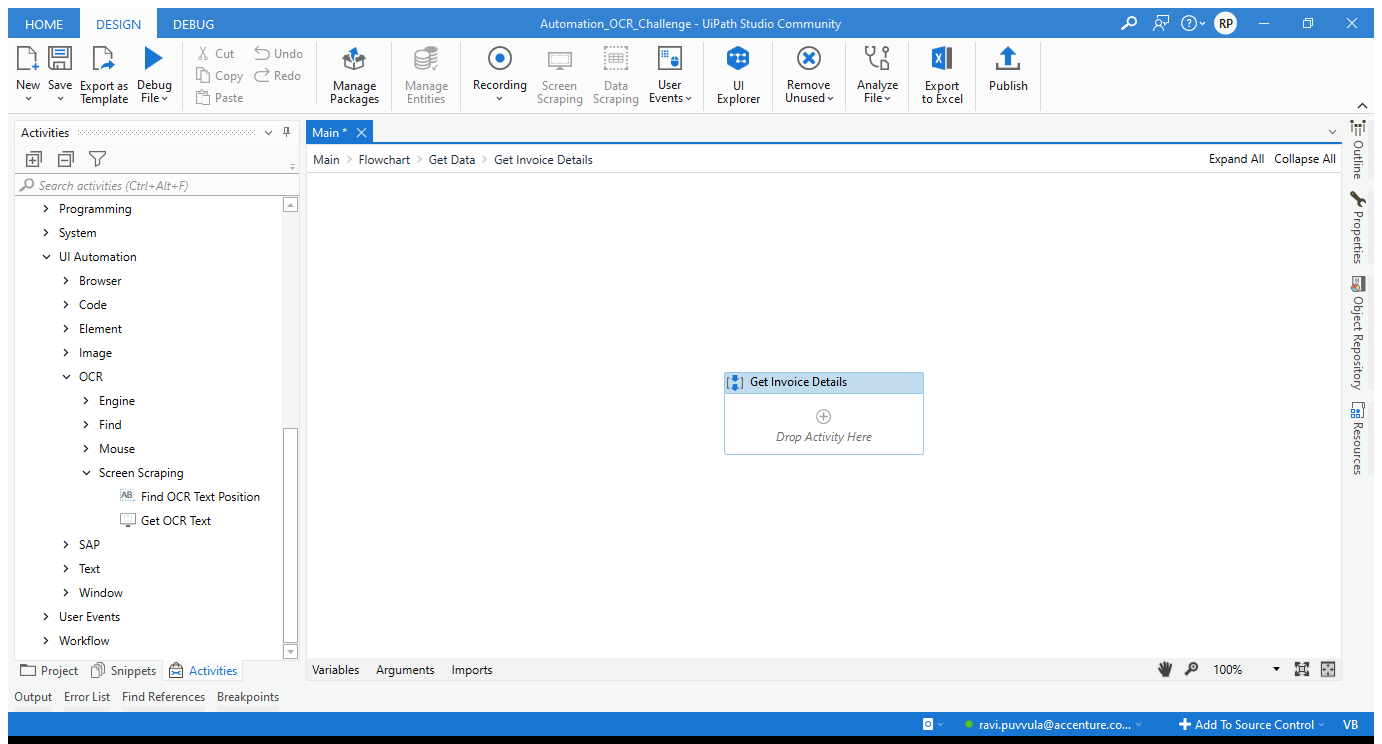 HOME DESIGN DEBUG Automation_OCR_Challenge - UiPath Studio Community RP
New Save Export as Template Debug File Cut Copy Paste Undo Redo Manage Packages Manage Entities Recording Screen Scraping Data Scraping User Events UI Explorer Remove Unused Analyze File Export to Excel Publish
Activities
Main *
Main Flowchart Get Data Get Invoice Details Expand All Collapse All
Search activities (Ctrl+Alt+F)
Programming
System
UI Automation
Browser
Code
Element
Image
OCR
Engine
Find
Mouse
Screen Scraping
AB Find OCR Text Position
Get OCR Text
SAP
Text
Window
User Events
Workflow
Get Invoice Details
Drop Activity Here
Outline
Properties
Object Repository
Resources
Project Snippets Activities
Variables Arguments Imports 100%
Output Error List Find References Breakpoints
ravi.puvvula@accenture.co... Add To Source Control VB